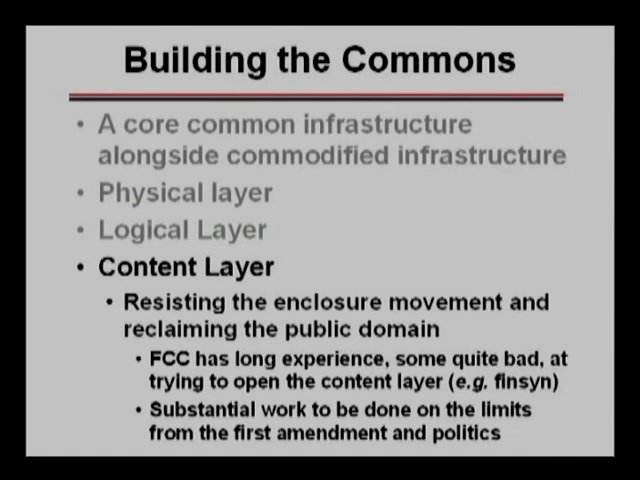 Building the Commons
• A core common infrastructure
alongside commodified infrastructure
• Physical layer
• Logical Layer
• Content Layer
• Resisting the enclosure movement and
reclaiming the public domain
• FCC has long experience, some quite bad, at
trying to open the content layer (e.g. finsyn)
• Substantial work to be done on the limits
from the first amendment and politics